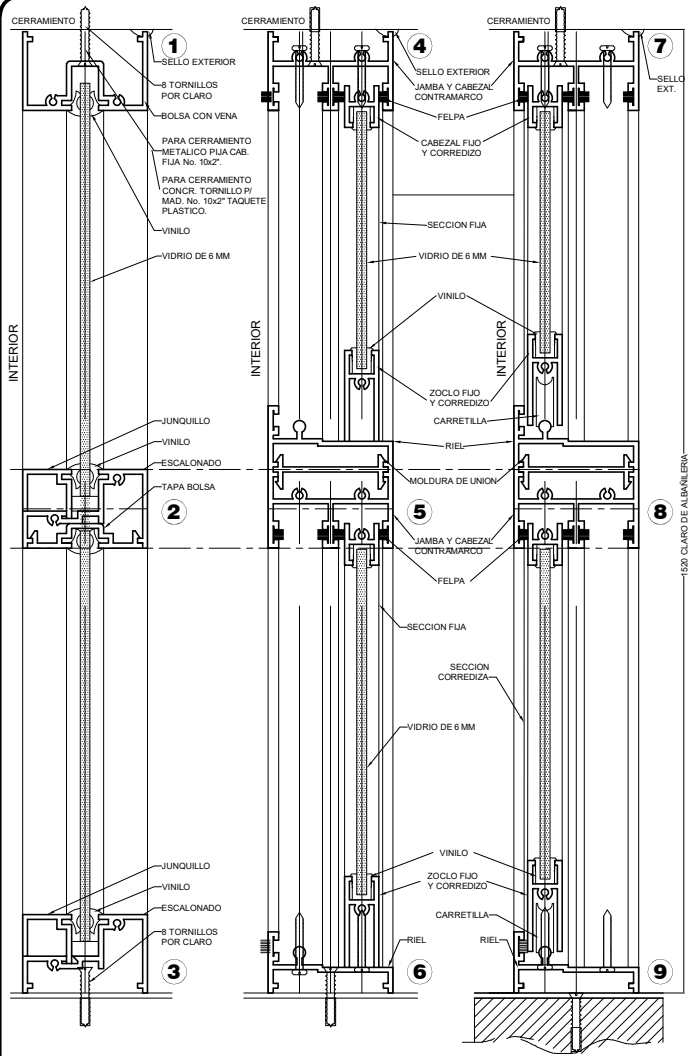 CERRAMIENTO
1
SELLO EXTERIOR
8 TORNILLOS
POR CLARO
BOLSA CON VENA
PARA CERRAMIENTO
METALICO PIJA CAB.
FIJA No. 10x2".
PARA CERRAMIENTO
CONCR. TORNILLO P/
MAD. No. 10x2" TAQUETE
PLASTICO.
VINILO
VIDRIO DE 6 MM
INTERIOR
JUNQUILLO
VINILO
ESCALONADO
TAPA BOLSA
2
JUNQUILLO
VINILO
ESCALONADO
8 TORNILLOS
POR CLARO
3
CERRAMIENTO
4
SELLO EXTERIOR
JAMBA Y CABEZAL
CONTRAMARCO
FELPA
CABEZAL FIJO
Y CORREDIZO
SECCION FIJA
VIDRIO DE 6 MM
INTERIOR
VINILO
ZOCLO FIJO
Y CORREDIZO
CARRETILLA
RIEL
MOLDURA DE UNION
5
JAMBA Y CABEZAL
CONTRAMARCO
FELPA
SECCION FIJA
SECCION
CORREDIZA
VIDRIO DE 6 MM
VINILO
ZOCLO FIJO
Y CORREDIZO
CARRETILLA
RIEL
RIEL
6
CERRAMIENTO
7
SELLO
EXT.
INTERIOR
8
9
1520 CLARO DE ALBAÑILERIA